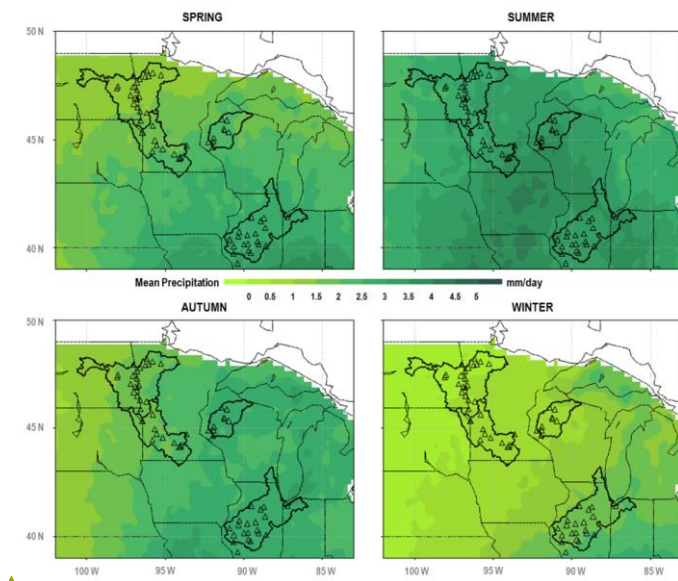 SPRING SUMMER
50 N
45 N
40 N
Mean Precipitation mm/day
0 0.5 1 1.5 2 2.5 3 3.5 4 4.5 5
AUTUMN WINTER
50 N
45 N
40 N
100 W 95 W 90 W 85 W 100 W 95 W 90 W 85 W